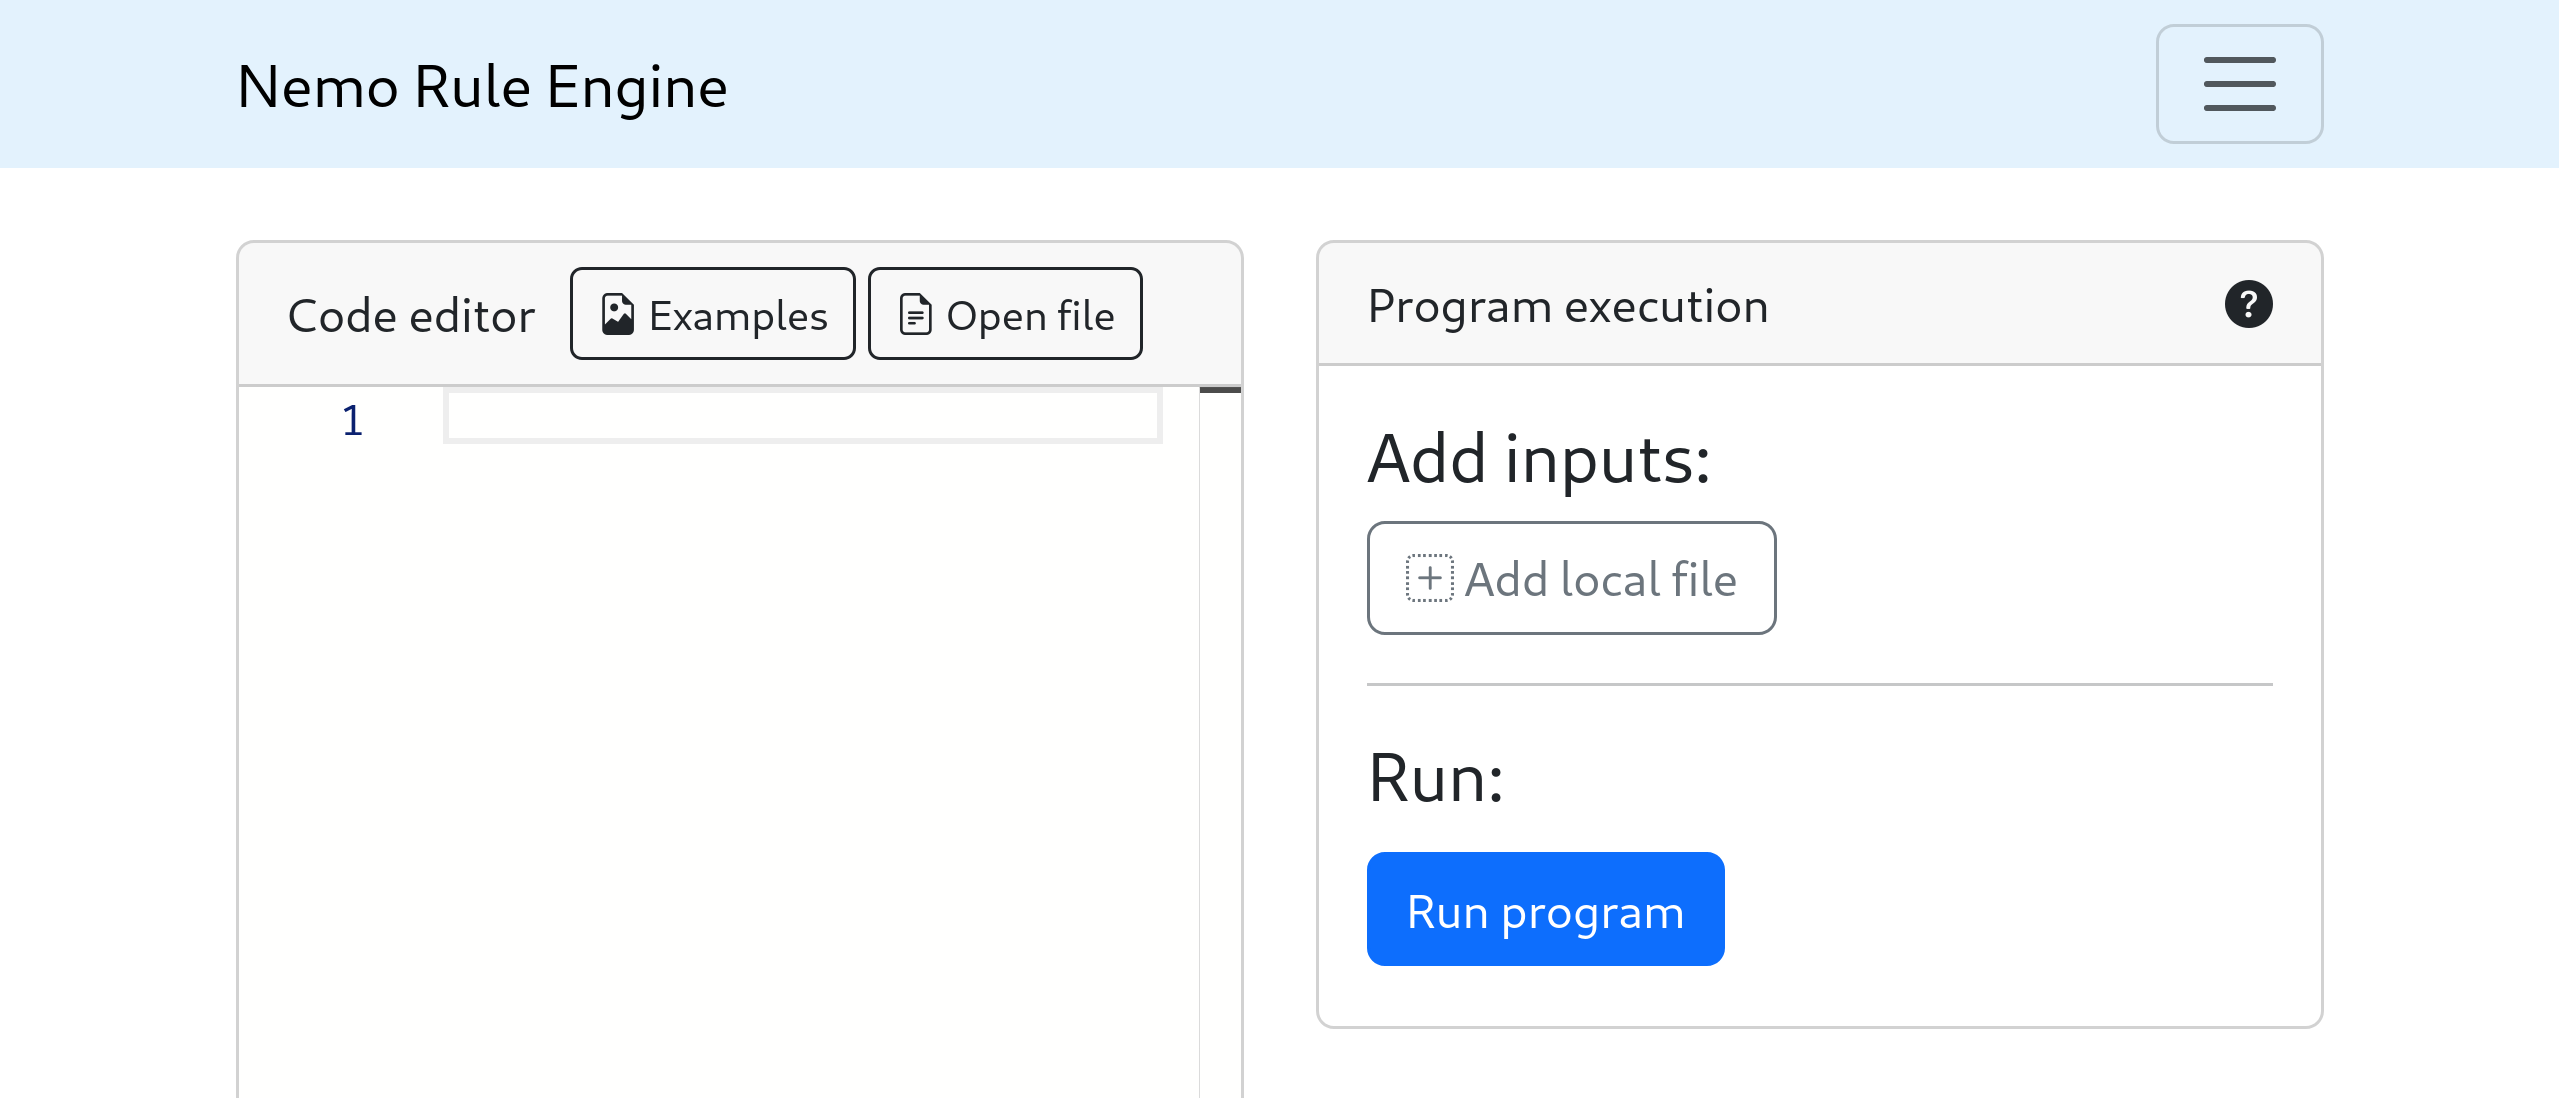 Nemo Rule Engine
Code editor
Examples
Open file
1
Program execution
?
Add inputs:
Add local file
Run:
Run program